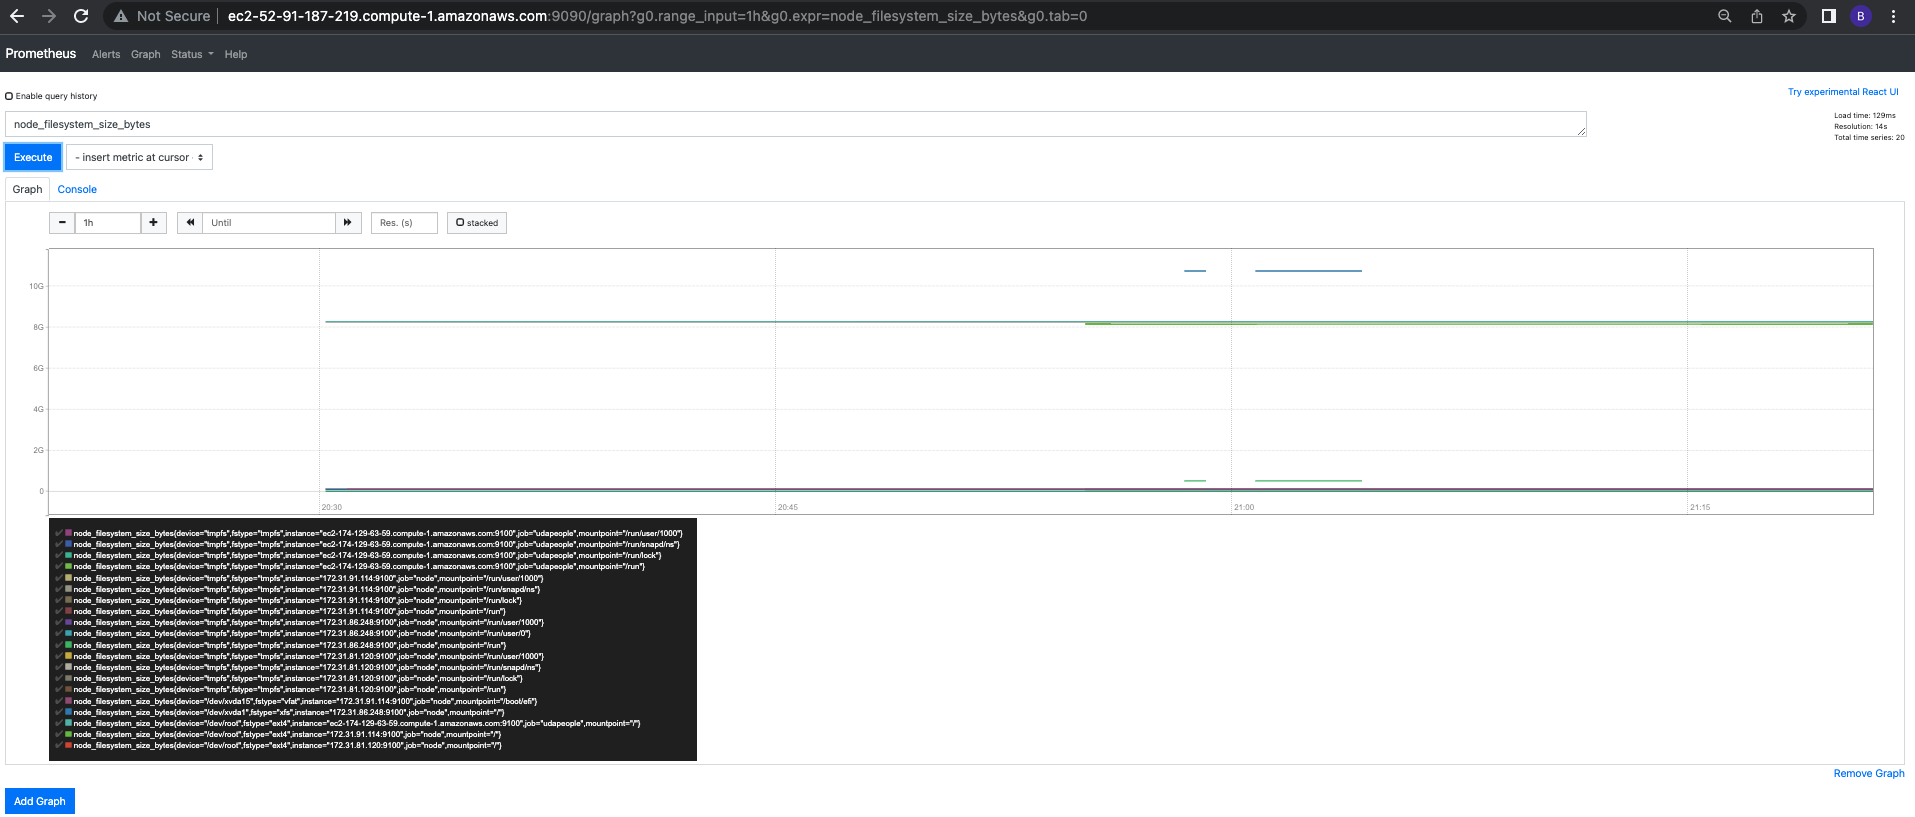 Not Secure | ec2-52-91-187-219.compute-1.amazonaws.com:9090/graph?g0.range_input=1h&g0.expr=node_filesystem_size_bytes&g0.tab=0
B
Prometheus Alerts Graph Status Help
Enable query history
Try experimental React UI
node_filesystem_size_bytes
Load time: 129ms
Resolution: 14s
Total time series: 20
Execute
- insert metric at cursor
Graph Console
1h
Until
Res. (s)
stacked
10G
8G
6G
4G
2G
0
20:30 20:45 21:00 21:15
node_filesystem_size_bytes{device="tmpfs",fstype="tmpfs",instance="ec2-174-129-63-59.compute-1.amazonaws.com:9100",job="udapeople",mountpoint="/run/user/1000"}
node_filesystem_size_bytes{device="tmpfs",fstype="tmpfs",instance="ec2-174-129-63-59.compute-1.amazonaws.com:9100",job="udapeople",mountpoint="/run/snapd/ns"}
node_filesystem_size_bytes{device="tmpfs",fstype="tmpfs",instance="ec2-174-129-63-59.compute-1.amazonaws.com:9100",job="udapeople",mountpoint="/run/lock"}
node_filesystem_size_bytes{device="tmpfs",fstype="tmpfs",instance="ec2-174-129-63-59.compute-1.amazonaws.com:9100",job="udapeople",mountpoint="/run"}
node_filesystem_size_bytes{device="tmpfs",fstype="tmpfs",instance="172.31.91.114:9100",job="node",mountpoint="/run/user/1000"}
node_filesystem_size_bytes{device="tmpfs",fstype="tmpfs",instance="172.31.91.114:9100",job="node",mountpoint="/run/snapd/ns"}
node_filesystem_size_bytes{device="tmpfs",fstype="tmpfs",instance="172.31.91.114:9100",job="node",mountpoint="/run/lock"}
node_filesystem_size_bytes{device="tmpfs",fstype="tmpfs",instance="172.31.91.114:9100",job="node",mountpoint="/run"}
node_filesystem_size_bytes{device="tmpfs",fstype="tmpfs",instance="172.31.86.248:9100",job="node",mountpoint="/run/user/1000"}
node_filesystem_size_bytes{device="tmpfs",fstype="tmpfs",instance="172.31.86.248:9100",job="node",mountpoint="/run/user/0"}
node_filesystem_size_bytes{device="tmpfs",fstype="tmpfs",instance="172.31.86.248:9100",job="node",mountpoint="/run"}
node_filesystem_size_bytes{device="tmpfs",fstype="tmpfs",instance="172.31.81.120:9100",job="node",mountpoint="/run/user/1000"}
node_filesystem_size_bytes{device="tmpfs",fstype="tmpfs",instance="172.31.81.120:9100",job="node",mountpoint="/run/snapd/ns"}
node_filesystem_size_bytes{device="tmpfs",fstype="tmpfs",instance="172.31.81.120:9100",job="node",mountpoint="/run/lock"}
node_filesystem_size_bytes{device="tmpfs",fstype="tmpfs",instance="172.31.81.120:9100",job="node",mountpoint="/run"}
node_filesystem_size_bytes{device="/dev/xvda15",fstype="vfat",instance="172.31.91.114:9100",job="node",mountpoint="/boot/efi"}
node_filesystem_size_bytes{device="/dev/xvda1",fstype="xfs",instance="172.31.86.248:9100",job="node",mountpoint="/"}
node_filesystem_size_bytes{device="/dev/root",fstype="ext4",instance="ec2-174-129-63-59.compute-1.amazonaws.com:9100",job="udapeople",mountpoint="/"}
node_filesystem_size_bytes{device="/dev/root",fstype="ext4",instance="172.31.91.114:9100",job="node",mountpoint="/"}
node_filesystem_size_bytes{device="/dev/root",fstype="ext4",instance="172.31.81.120:9100",job="node",mountpoint="/"}
Remove Graph
Add Graph